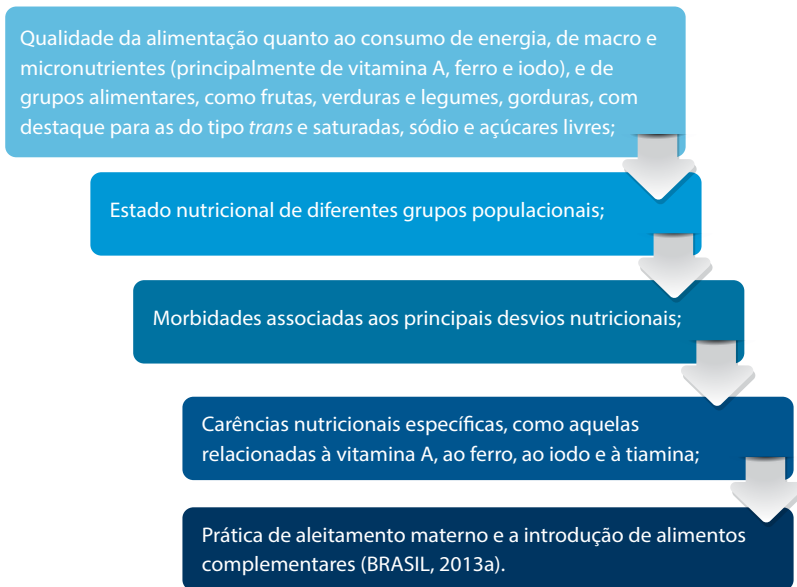 Qualidade da alimentação quanto ao consumo de energia, de macro e
micronutrientes (principalmente de vitamina A, ferro e iodo), e de
grupos alimentares, como frutas, verduras e legumes, gorduras, com
destaque para as do tipo trans e saturadas, sódio e açúcares livres;
Estado nutricional de diferentes grupos populacionais;
Morbidades associadas aos principais desvios nutricionais;
Carências nutricionais específicas, como aquelas
relacionadas à vitamina A, ao ferro, ao iodo e à tiamina;
Prática de aleitamento materno e a introdução de alimentos
complementares (BRASIL, 2013a).